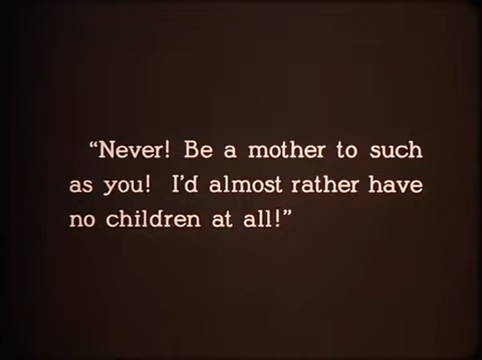 “Never! Be a mother to such
as you! I’d almost rather have
no children at all!”